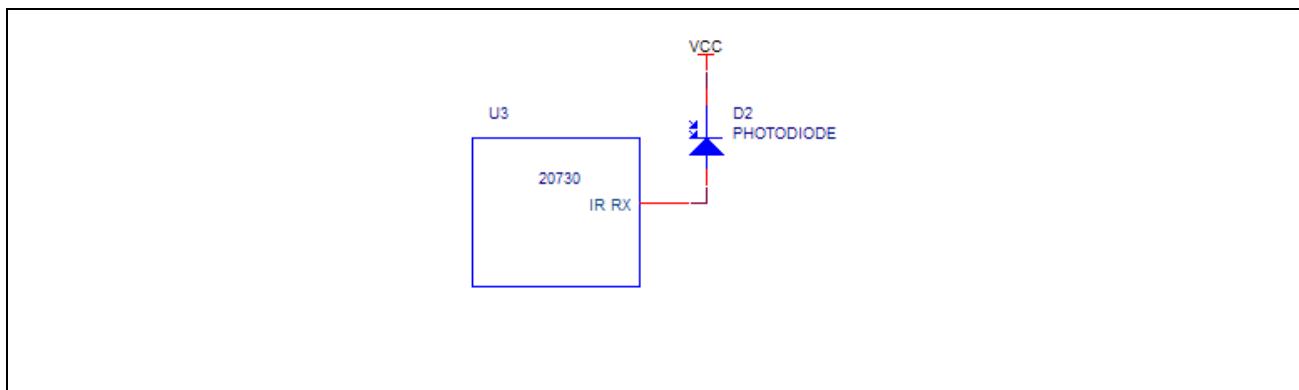 VCC
U3
D2
PHOTODIODE
20730
IR RX